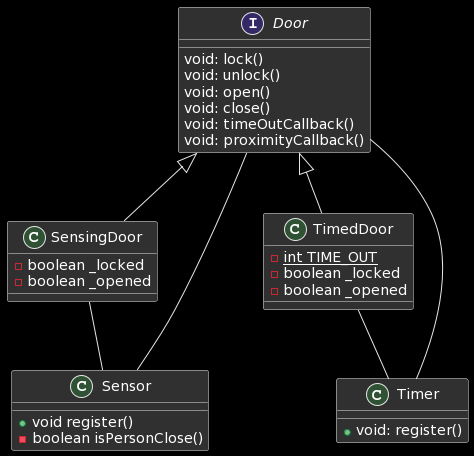 I Door
void: lock()
void: unlock()
void: open()
void: close()
void: timeOutCallback()
void: proximityCallback()
C SensingDoor
boolean _locked
boolean _opened
C TimedDoor
int TIME_OUT
boolean _locked
boolean _opened
C Sensor
void register()
boolean isPersonClose()
C Timer
void: register()